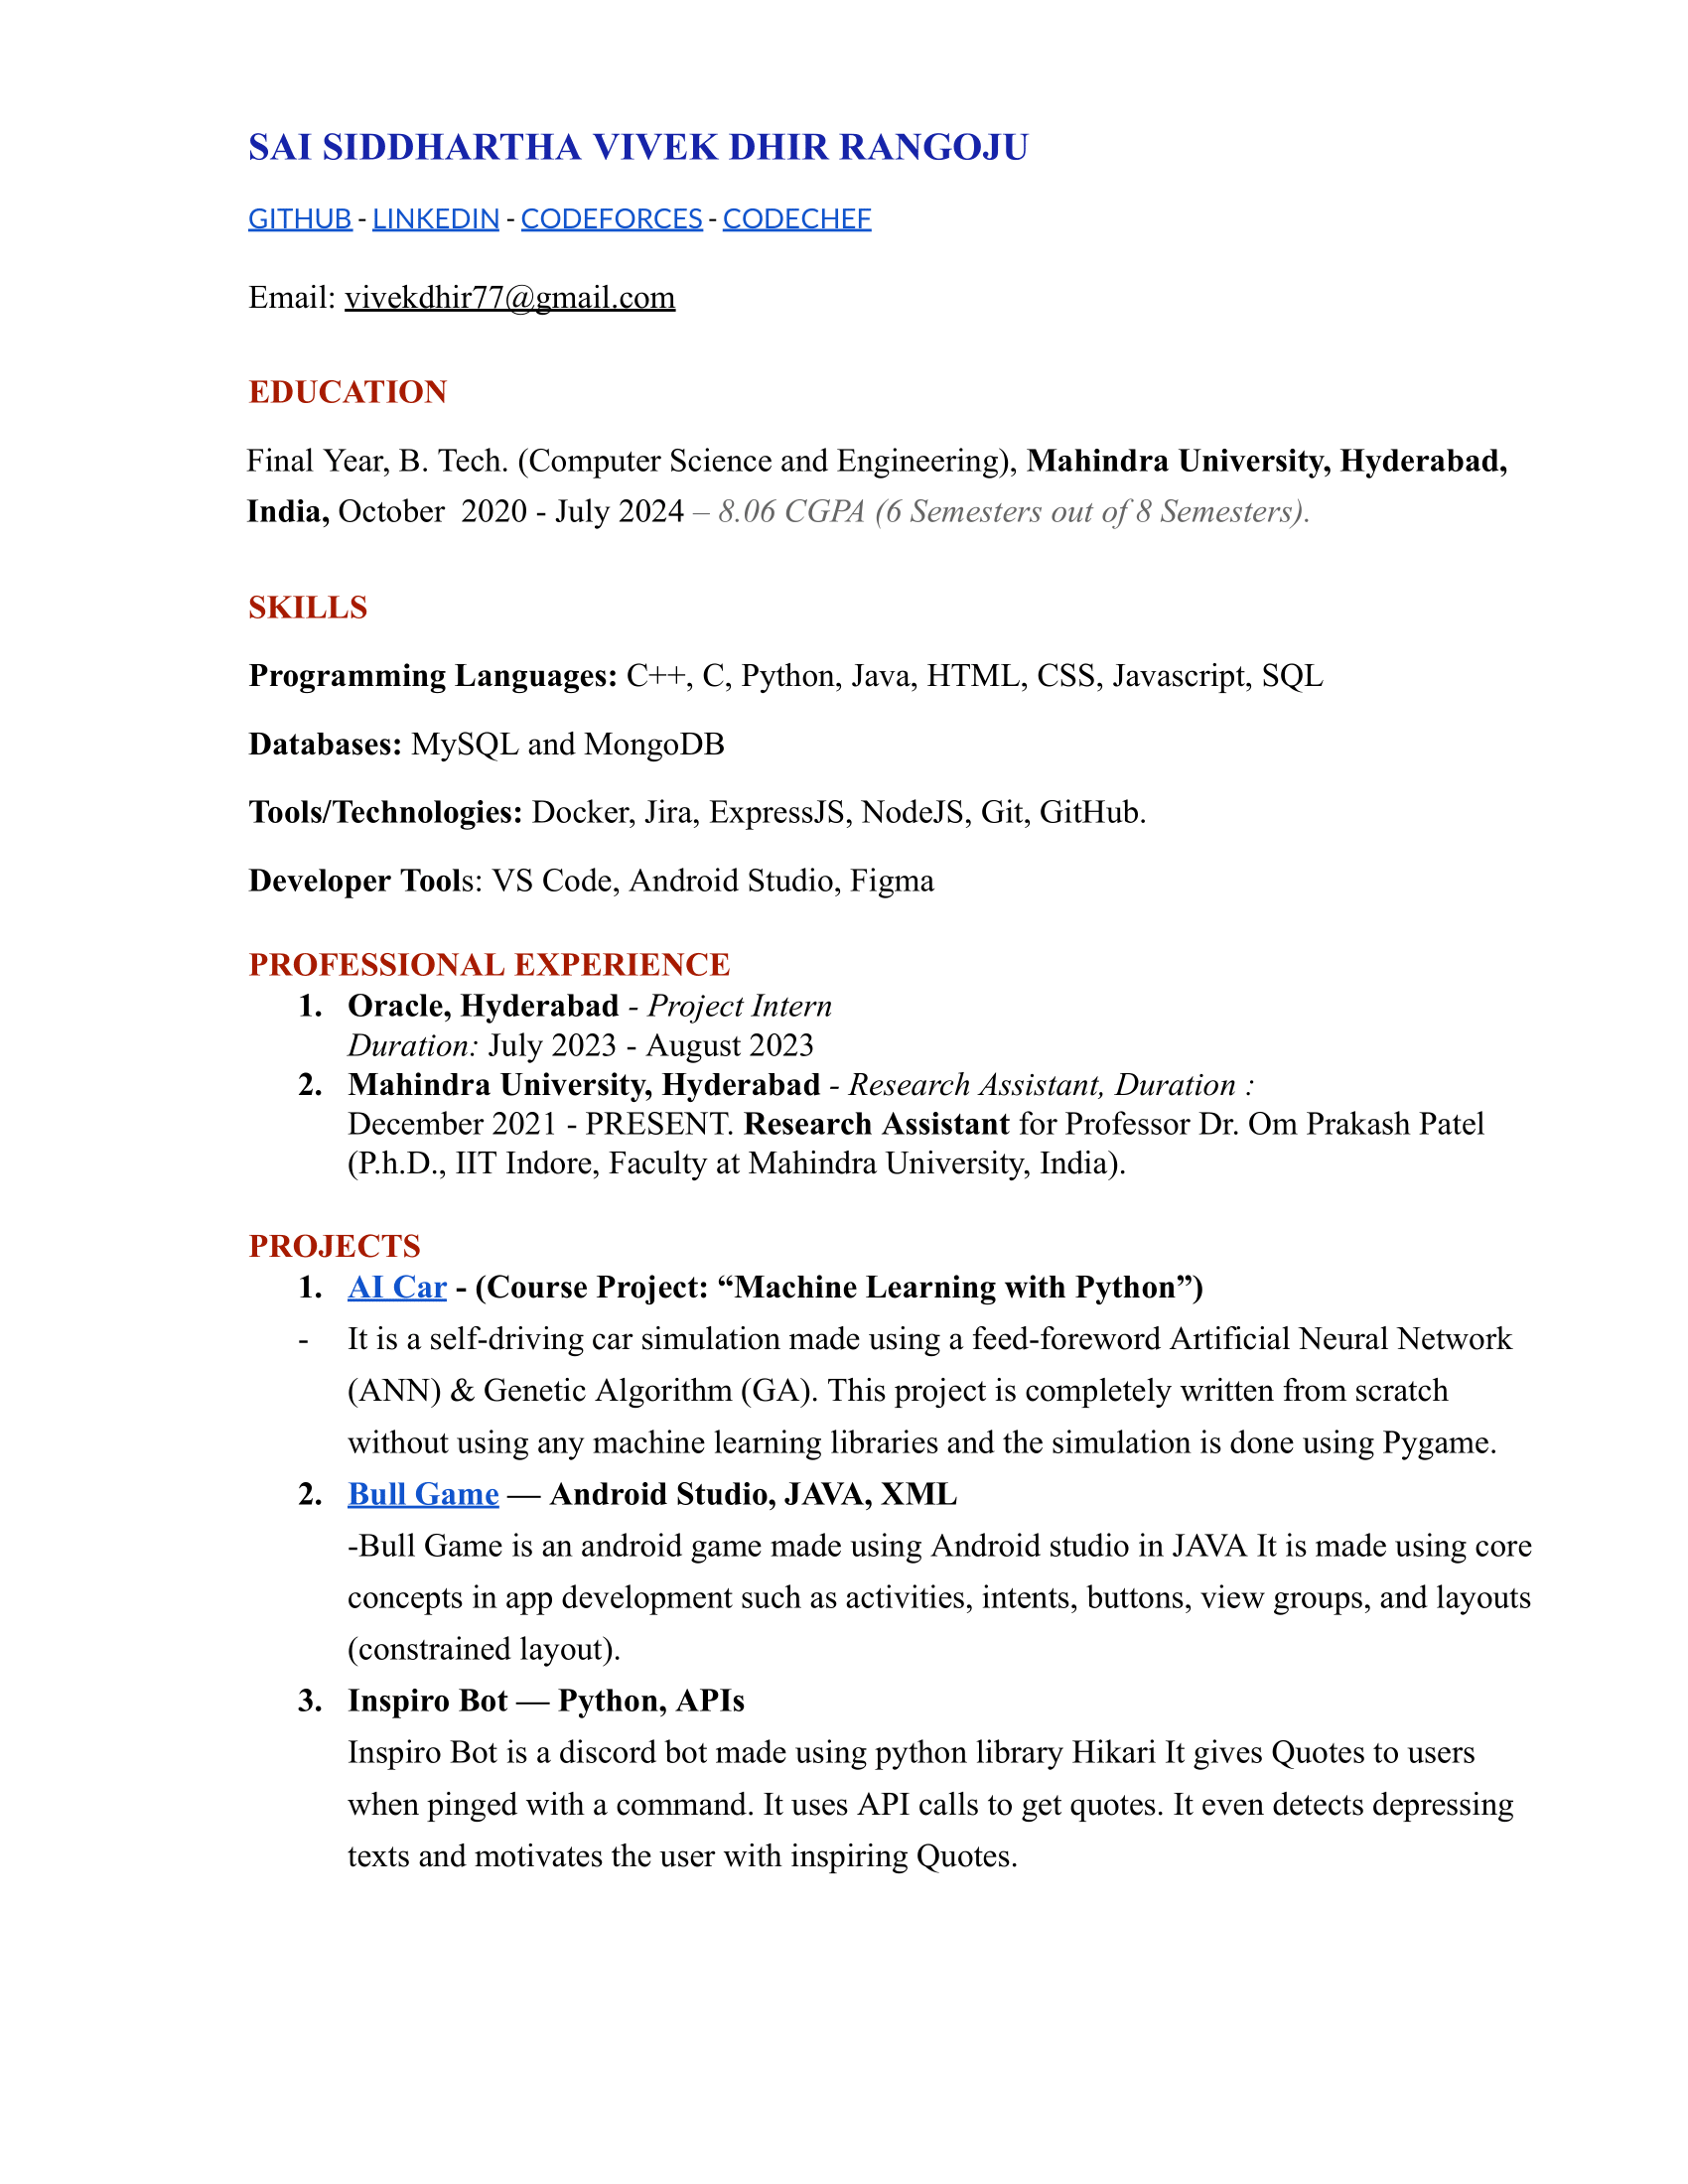 SAI SIDDHARTHA VIVEK DHIR RANGOJU
GITHUB - LINKEDIN - CODEFORCES - CODECHEF
Email: vivekdhir77@gmail.com
EDUCATION
Final Year, B. Tech. (Computer Science and Engineering), Mahindra University, Hyderabad,
India, October  2020 - July 2024 – 8.06 CGPA (6 Semesters out of 8 Semesters).
SKILLS
Programming Languages: C++, C, Python, Java, HTML, CSS, Javascript, SQL
Databases: MySQL and MongoDB
Tools/Technologies: Docker, Jira, ExpressJS, NodeJS, Git, GitHub.
Developer Tools: VS Code, Android Studio, Figma
PROFESSIONAL EXPERIENCE
1. Oracle, Hyderabad - Project Intern
Duration: July 2023 - August 2023
2. Mahindra University, Hyderabad - Research Assistant, Duration :
December 2021 - PRESENT. Research Assistant for Professor Dr. Om Prakash Patel
(P.h.D., IIT Indore, Faculty at Mahindra University, India).
PROJECTS
1. AI Car - (Course Project: “Machine Learning with Python”)
- It is a self-driving car simulation made using a feed-foreword Artificial Neural Network
(ANN) & Genetic Algorithm (GA). This project is completely written from scratch
without using any machine learning libraries and the simulation is done using Pygame.
2. Bull Game — Android Studio, JAVA, XML
-Bull Game is an android game made using Android studio in JAVA It is made using core
concepts in app development such as activities, intents, buttons, view groups, and layouts
(constrained layout).
3. Inspiro Bot — Python, APIs
Inspiro Bot is a discord bot made using python library Hikari It gives Quotes to users
when pinged with a command. It uses API calls to get quotes. It even detects depressing
texts and motivates the user with inspiring Quotes.